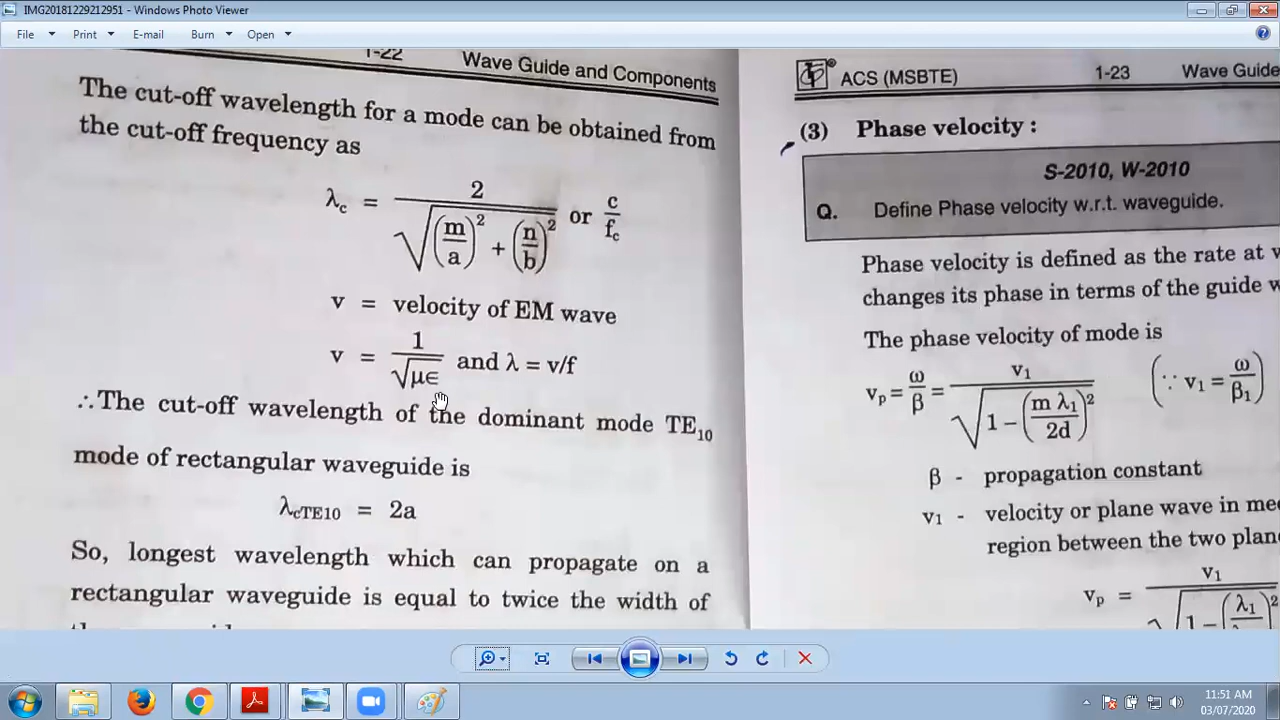 IMG20181229212951 - Windows Photo Viewer
File Print E-mail Burn Open
1-22 Wave Guide and Components
The cut-off wavelength for a mode can be obtained from
the cut-off frequency as
λc = 2 / √((m/a)² + (n/b)²) or c/fc
v = velocity of EM wave
v = 1/√με and λ = v/f
∴The cut-off wavelength of the dominant mode TE10
mode of rectangular waveguide is
λcTE10 = 2a
So, longest wavelength which can propagate on a
rectangular waveguide is equal to twice the width of
ACS (MSBTE) 1-23 Wave Guide
(3) Phase velocity :
S-2010, W-2010
Q. Define Phase velocity w.r.t. waveguide.
Phase velocity is defined as the rate at
changes its phase in terms of the guide
The phase velocity of mode is
vp = ω/β = v1 / √(1 − (m λ1/2d)²) (∵ v1 = ω/β1)
β - propagation constant
v1 - velocity or plane wave in
region between the two
vp = v1
1 − (λ1)²
11:51 AM
03/07/2020